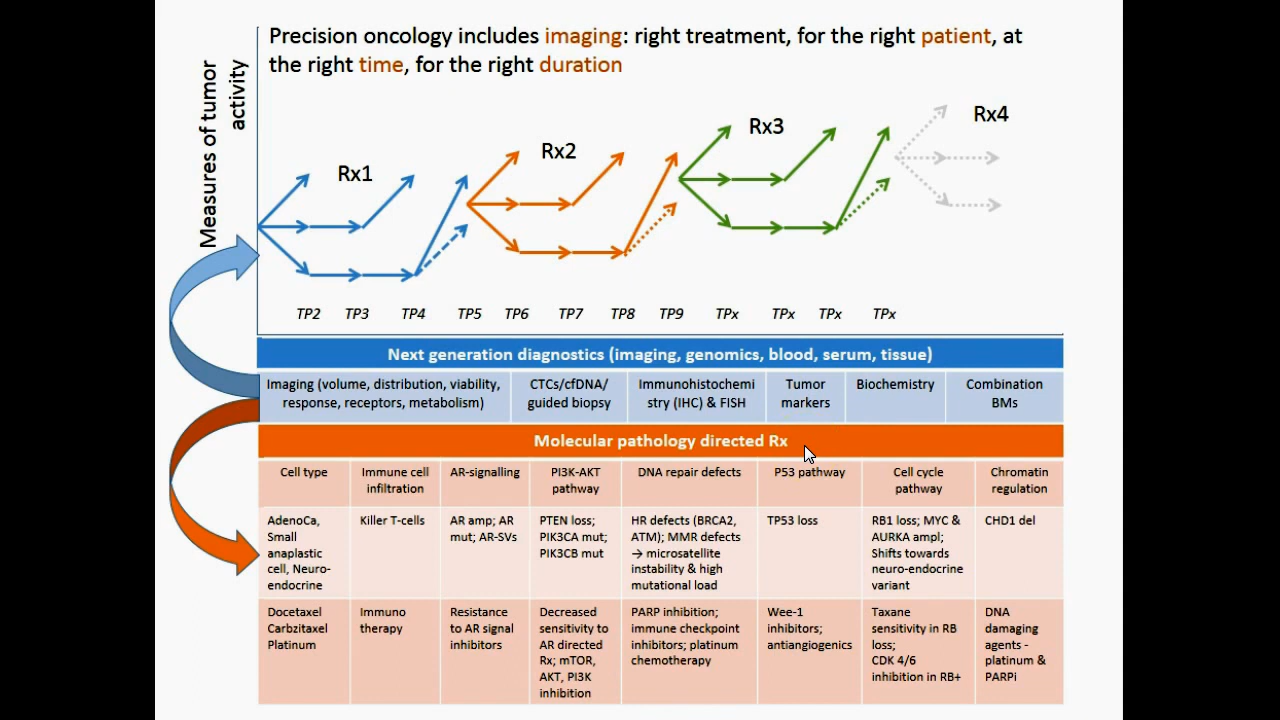 Precision oncology includes imaging: right treatment, for the right patient, at
the right time, for the right duration
Measures of tumor
activity
Rx1
Rx2
Rx3
Rx4
TP2 TP3 TP4 TP5 TP6 TP7 TP8 TP9 TPx TPx TPx TPx
Next generation diagnostics (imaging, genomics, blood, serum, tissue)
Imaging (volume, distribution, viability,
response, receptors, metabolism)
CTCs/cfDNA/
guided biopsy
Immunohistochemi
stry (IHC) & FISH
Tumor
markers
Biochemistry
Combination
BMs
Molecular pathology directed Rx
Cell type
Immune cell
infiltration
AR-signalling
PI3K-AKT
pathway
DNA repair defects
P53 pathway
Cell cycle
pathway
Chromatin
regulation
AdenoCa,
Small
anaplastic
cell, Neuro-
endocrine
Killer T-cells
AR amp; AR
mut; AR-SVs
PTEN loss;
PIK3CA mut;
PIK3CB mut
HR defects (BRCA2,
ATM); MMR defects
→ microsatellite
instability & high
mutational load
TP53 loss
RB1 loss; MYC &
AURKA ampl;
Shifts towards
neuro-endocrine
variant
CHD1 del
Docetaxel
Carbzitaxel
Platinum
Immuno
therapy
Resistance
to AR signal
inhibitors
Decreased
sensitivity to
AR directed
Rx; mTOR,
AKT, PI3K
inhibition
PARP inhibition;
immune checkpoint
inhibitors; platinum
chemotherapy
Wee-1
inhibitors;
antiangiogenics
Taxane
sensitivity in RB
loss;
CDK 4/6
inhibition in RB+
DNA
damaging
agents -
platinum &
PARPi